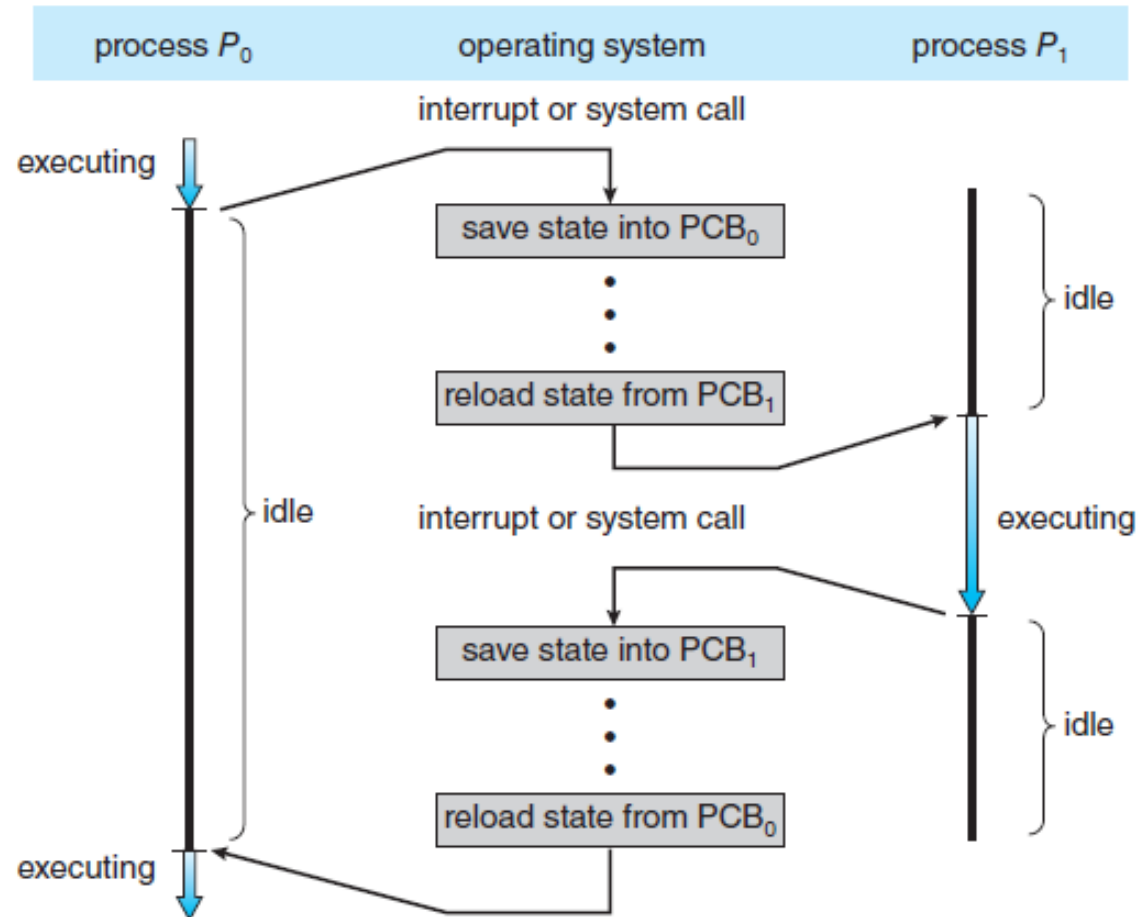 process P₀ operating system process P₁
interrupt or system call
executing
save state into PCB₀
idle
reload state from PCB₁
idle
interrupt or system call
executing
save state into PCB₁
idle
reload state from PCB₀
executing